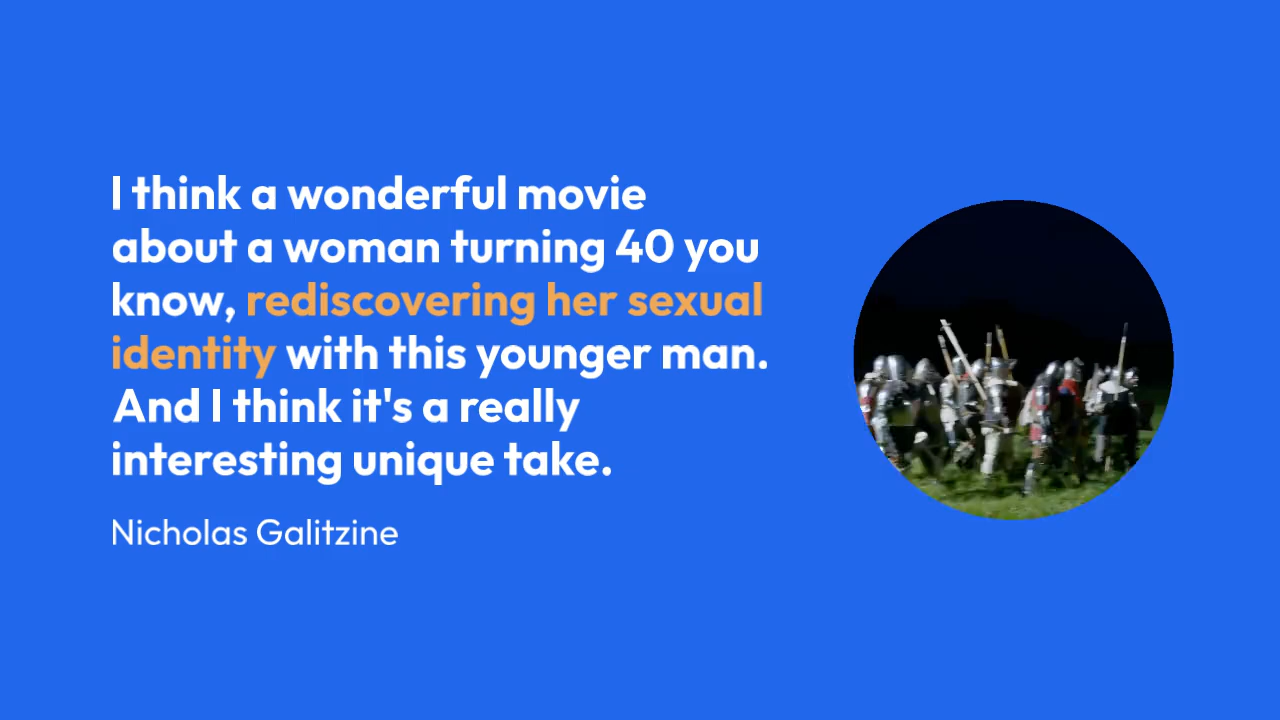 I think a wonderful movie
about a woman turning 40 you
know, rediscovering her sexual
identity with this younger man.
And I think it's a really
interesting unique take.
Nicholas Galitzine